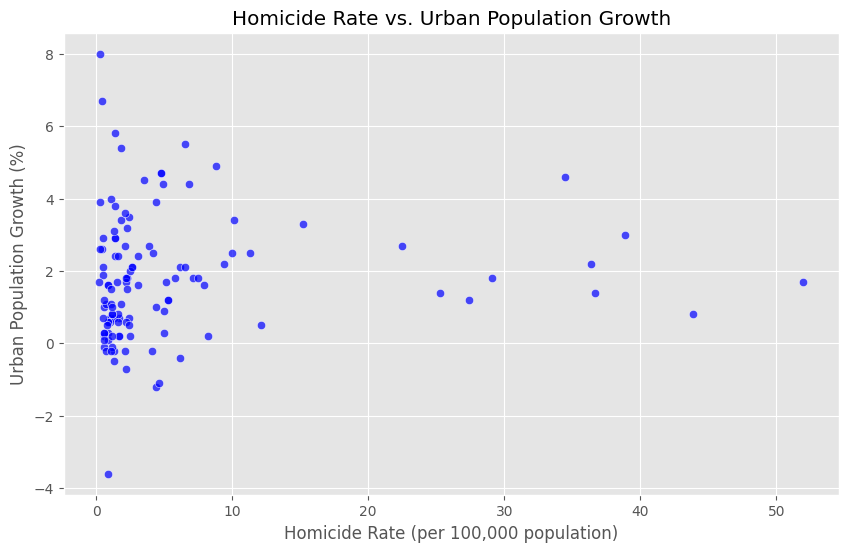 Homicide Rate vs. Urban Population Growth
8
6
4
2
0
−2
−4
Urban Population Growth (%)
0 10 20 30 40 50
Homicide Rate (per 100,000 population)